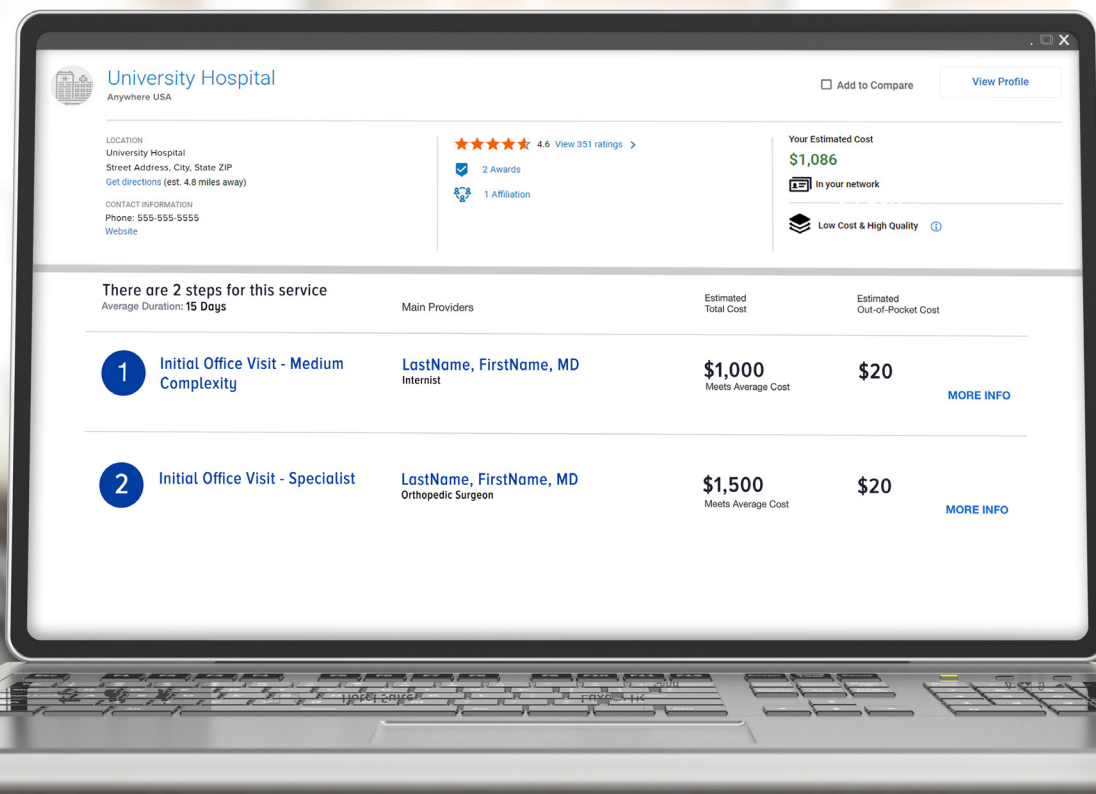 University Hospital
Anywhere USA
Add to Compare
View Profile
LOCATION
University Hospital
Street Address, City, State ZIP
Get directions (est. 4.8 miles away)
CONTACT INFORMATION
Phone: 555-555-5555
Website
4.6 View 351 ratings >
2 Awards
1 Affiliation
Your Estimated Cost
$1,086
In your network
Low Cost & High Quality
There are 2 steps for this service
Average Duration: 15 Days
Main Providers
Estimated
Total Cost
Estimated
Out-of-Pocket Cost
1
Initial Office Visit - Medium
Complexity
LastName, FirstName, MD
Internist
$1,000
Meets Average Cost
$20
MORE INFO
2
Initial Office Visit - Specialist
LastName, FirstName, MD
Orthopedic Surgeon
$1,500
Meets Average Cost
$20
MORE INFO